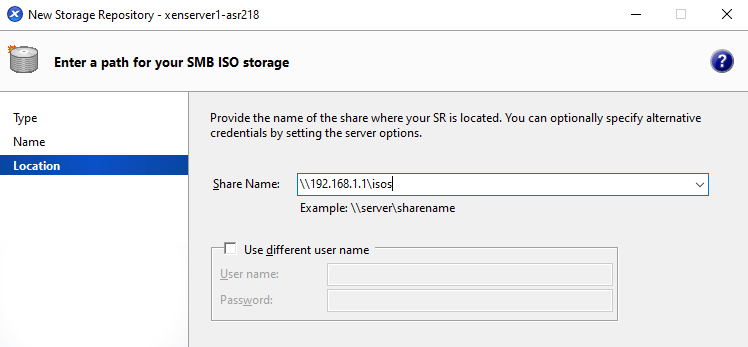 New Storage Repository - xenserver1-asr218
Enter a path for your SMB ISO storage
?
Type
Name
Location
Provide the name of the share where your SR is located. You can optionally specify alternative
credentials by setting the server options.
Share Name: \\192.168.1.1\isos
Example: \\server\sharename
Use different user name
User name:
Password: